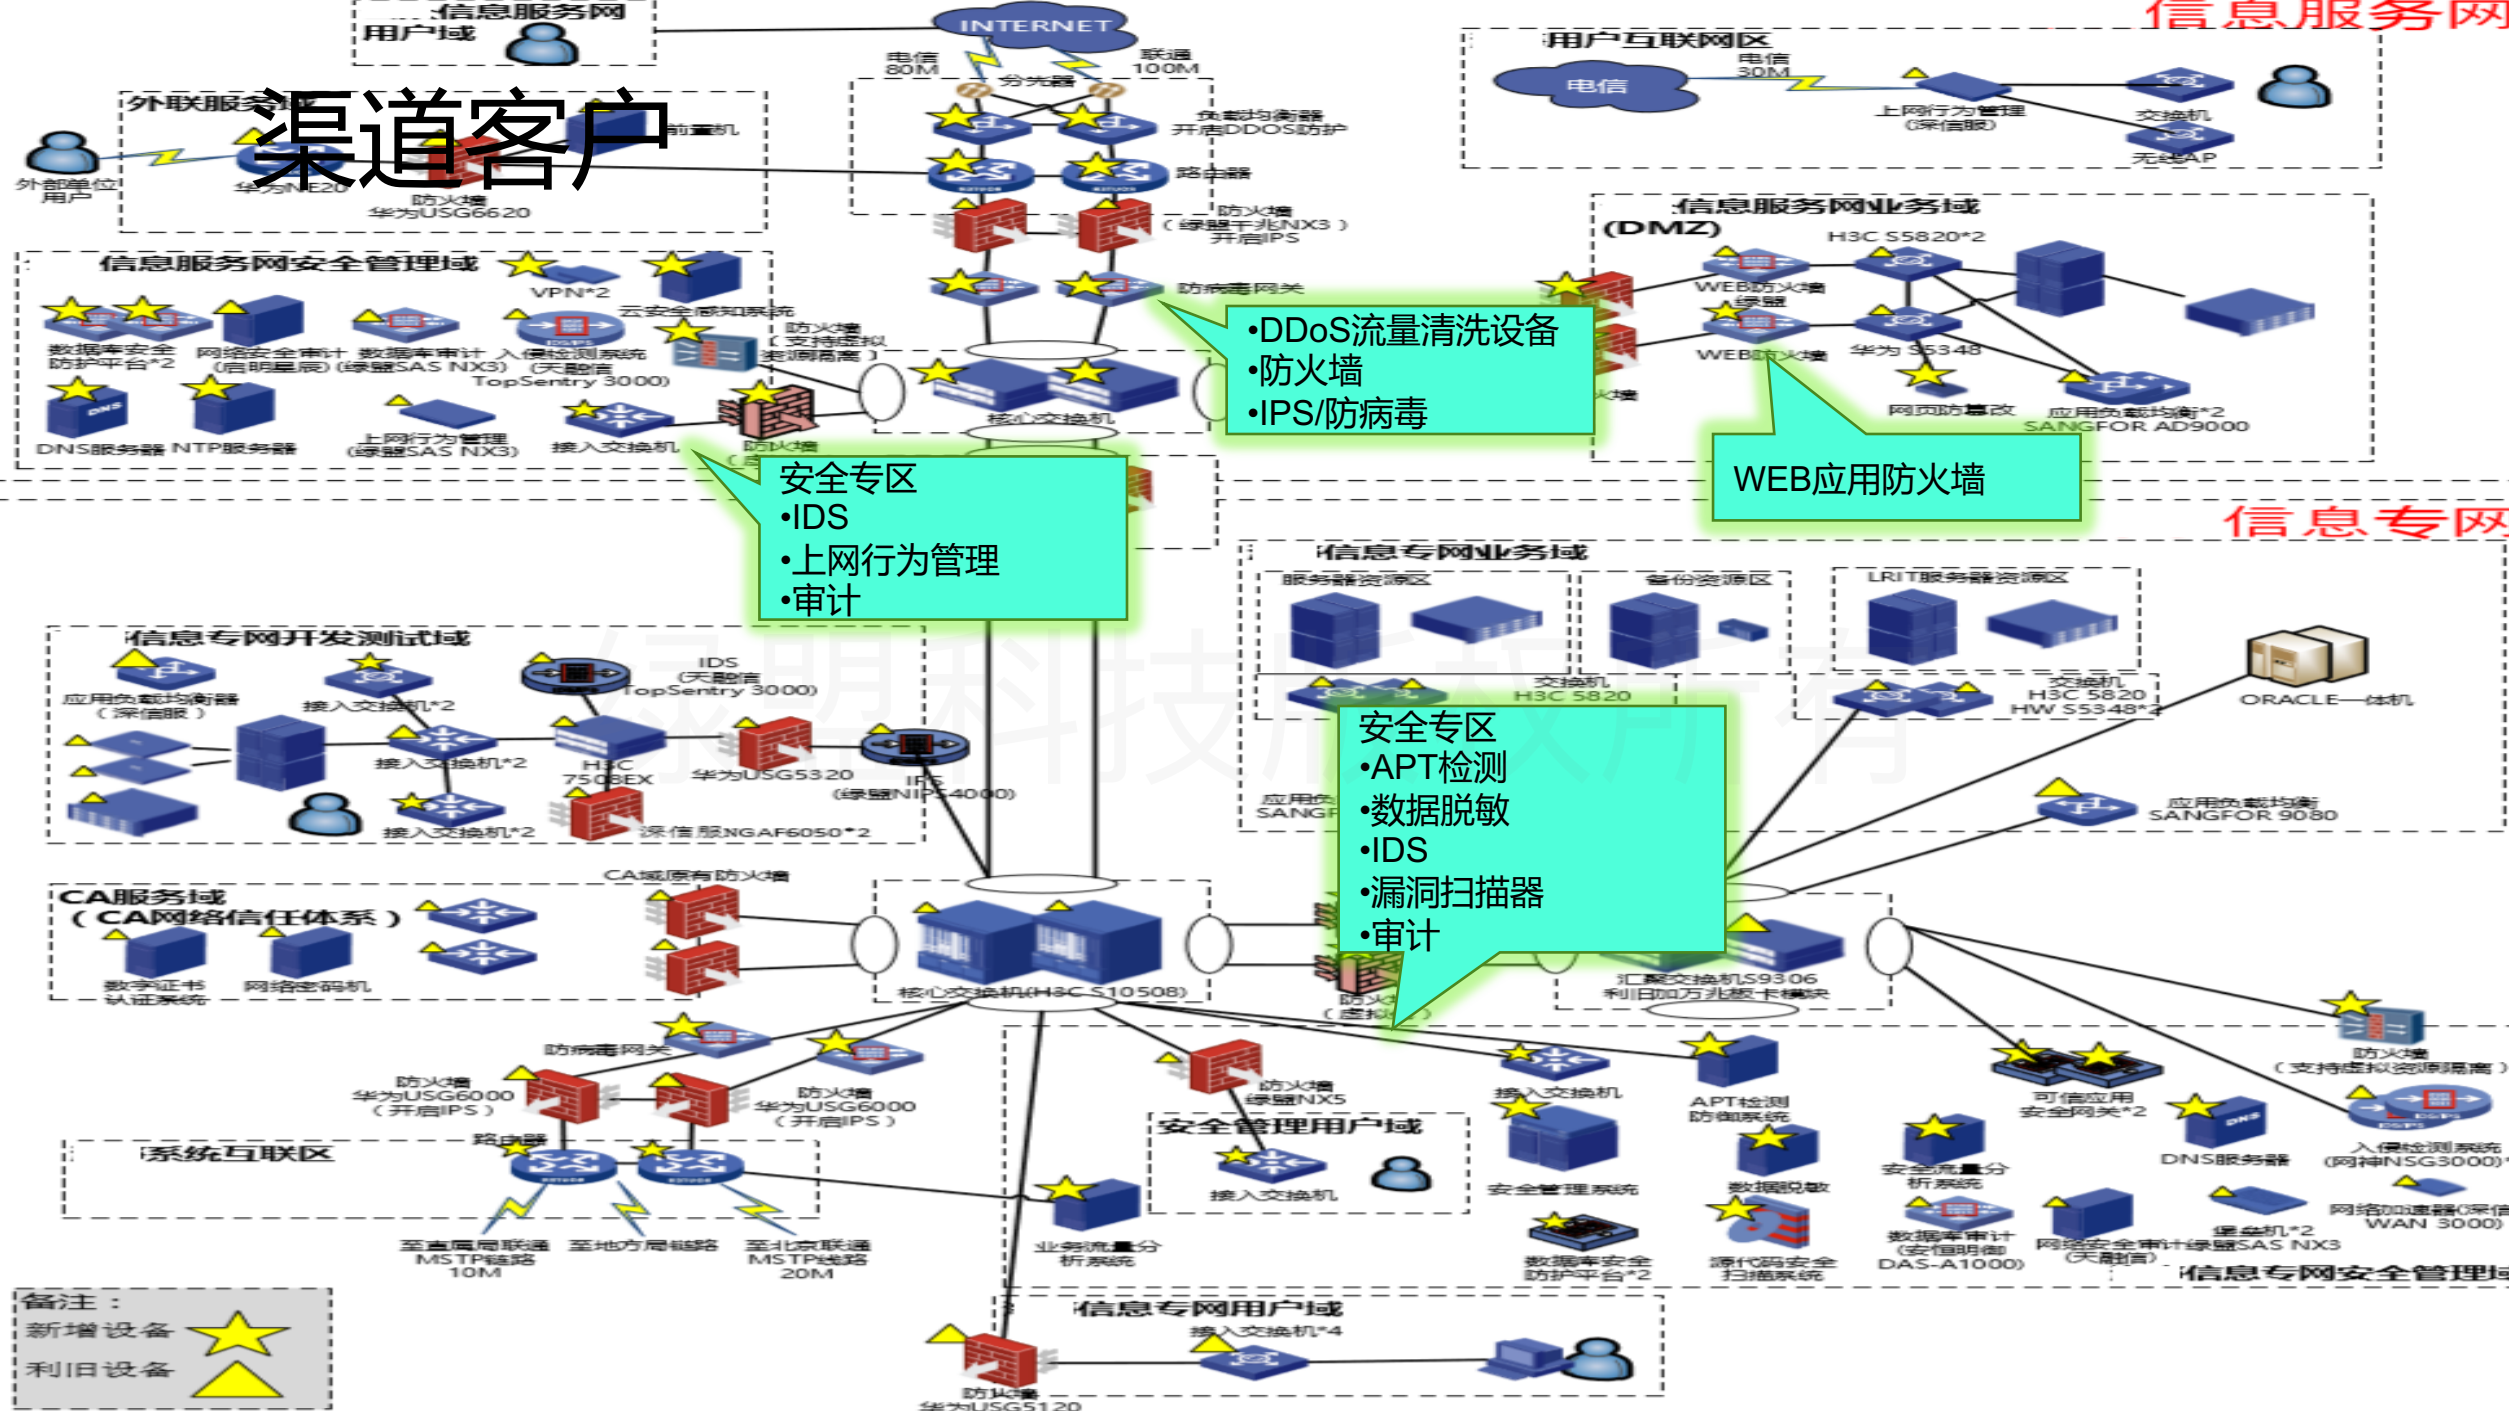 信息服务网
用户域
INTERNET
电信
80M
联通
100M
分光器
负载均衡器
开启DDOS防护
路由器
信息服务网
用户互联网区
电信
30M
电信
上网行为管理
(深信服)
交换机
无线AP
渠道客户
外联服务域
前置机
外部单位
用户
华为NE20
防火墙
华为USG6620
防火墙
(绿盟千兆NX3)
开启IPS
防病毒网关
信息服务网业务域
(DMZ)
H3C S5820*2
WEB防火墙
绿盟
WEB防火墙
华为 S5348
网页防篡改
应用负载均衡*2
SANGFOR AD9000
信息服务网安全管理域
VPN*2
云安全感知系统
数据库安全
防护平台*2
网络安全审计
(启明星辰)
数据库审计
(绿盟SAS NX3)
入侵检测系统
(天融信
TopSentry 3000)
防火墙
(支持虚拟
资源隔离)
DNS
DNS服务器
NTP服务器
上网行为管理
(绿盟SAS NX3)
接入交换机
防火墙
核心交换机
•DDoS流量清洗设备
•防火墙
•IPS/防病毒
WEB应用防火墙
安全专区
•IDS
•上网行为管理
•审计
信息专网
信息专网业务域
服务器资源区
备份资源区
LRIT服务器资源区
交换机
H3C 5820
交换机
H3C 5820
HW S5348*2
ORACLE一体机
应用负载均衡
SANGFOR 9080
绿盟科技版权所有
信息专网开发测试域
应用负载均衡器
(深信服)
接入交换机*2
IDS
(天融信
TopSentry 3000)
接入交换机*2
H3C
7508EX
华为USG5320
IPS
(绿盟NIPS4000)
接入交换机*2
深信服NGAF6050*2
安全专区
•APT检测
•数据脱敏
•IDS
•漏洞扫描器
•审计
CA服务域
(CA网络信任体系)
CA域原有防火墙
数字证书
认证系统
网络密码机
核心交换机(H3C S10508)
汇聚交换机S9306
利旧加万兆板卡模块
防病毒网关
防火墙
华为USG6000
(开启IPS)
防火墙
华为USG6000
(开启IPS)
路由器
系统互联区
至直属局联通
MSTP链路
10M
至地方局链路
至北京联通
MSTP线路
20M
业务流量分
析系统
防火墙
绿盟NX5
安全管理用户域
接入交换机
接入交换机
APT检测
防御系统
安全管理系统
数据脱敏
安全流量分
析系统
可信应用
安全网关*2
防火墙
(支持虚拟资源隔离)
DNS
DNS服务器
入侵检测系统
(网神NSG3000)
数据库安全
防护平台*2
源代码安全
扫描系统
数据库审计
(安恒明御
DAS-A1000)
网络安全审计
(天融信)
堡垒机*2
绿盟SAS NX3
网络加速器(深信
WAN 3000)
信息专网安全管理域
信息专网用户域
接入交换机*4
防火墙
华为USG5120
备注：
新增设备
利旧设备